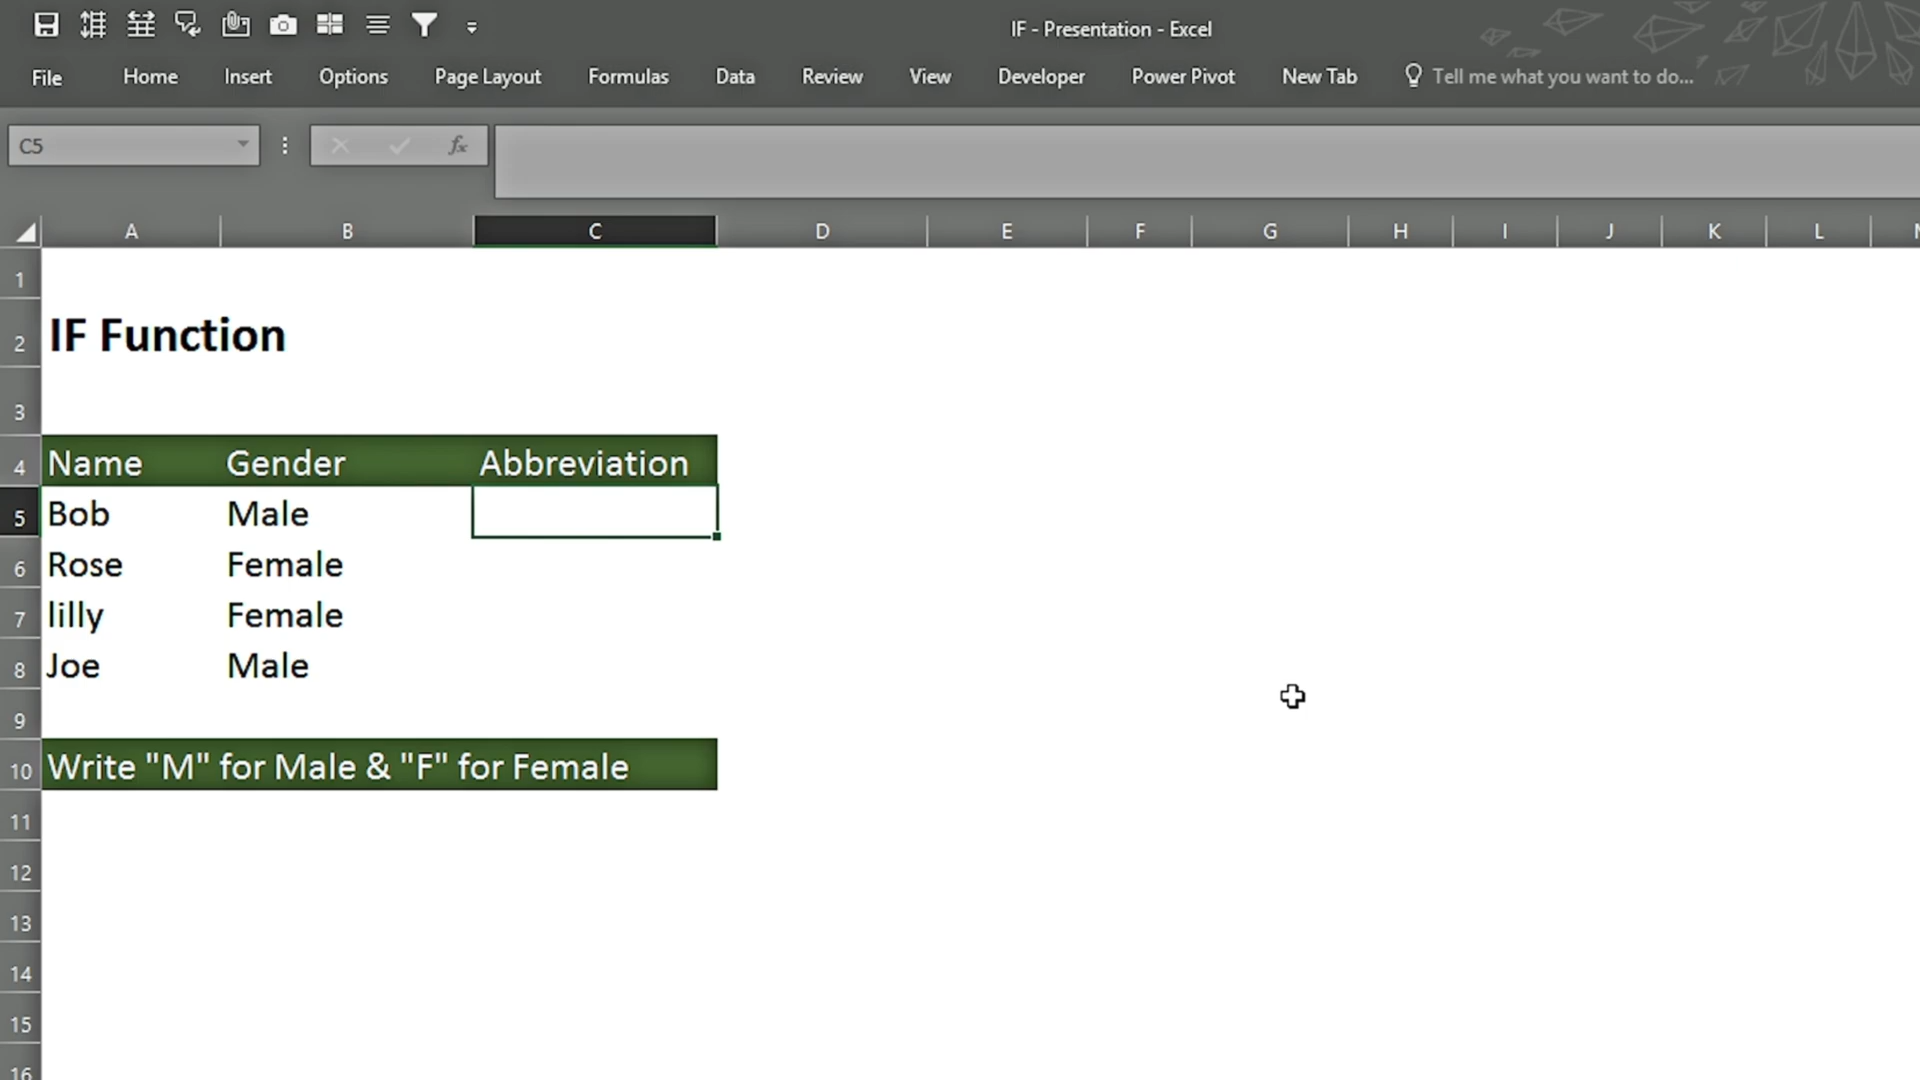 IF - Presentation - Excel
File Home Insert Options Page Layout Formulas Data Review View Developer Power Pivot New Tab Tell me what you want to do...
C5 fx
A B C D E F G H I J K L
1
2 IF Function
3
4 Name Gender Abbreviation
5 Bob Male
6 Rose Female
7 lilly Female
8 Joe Male
9
10 Write "M" for Male & "F" for Female
11
12
13
14
15
16